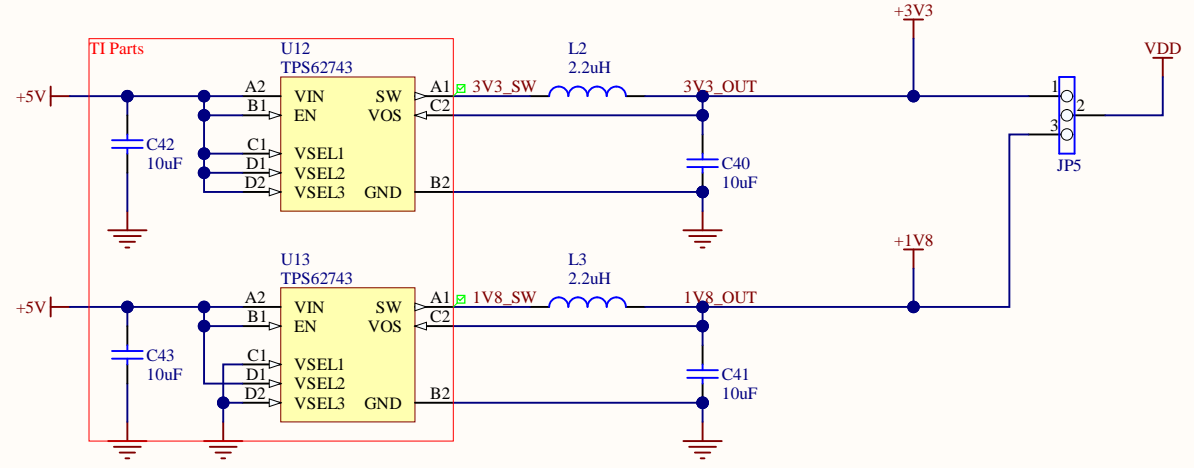 +3V3
VDD
TI Parts
U12
TPS62743
L2
2.2uH
+5V
A2 VIN SW A1 3V3_SW 3V3_OUT 1
B1 EN VOS C2 2
3
C42
10uF
C1 VSEL1
D1 VSEL2
D2 VSEL3 GND B2
C40
10uF
JP5
U13
TPS62743
L3
2.2uH
+1V8
+5V
A2 VIN SW A1 1V8_SW 1V8_OUT
B1 EN VOS C2
C43
10uF
C1 VSEL1
D1 VSEL2
D2 VSEL3 GND B2
C41
10uF